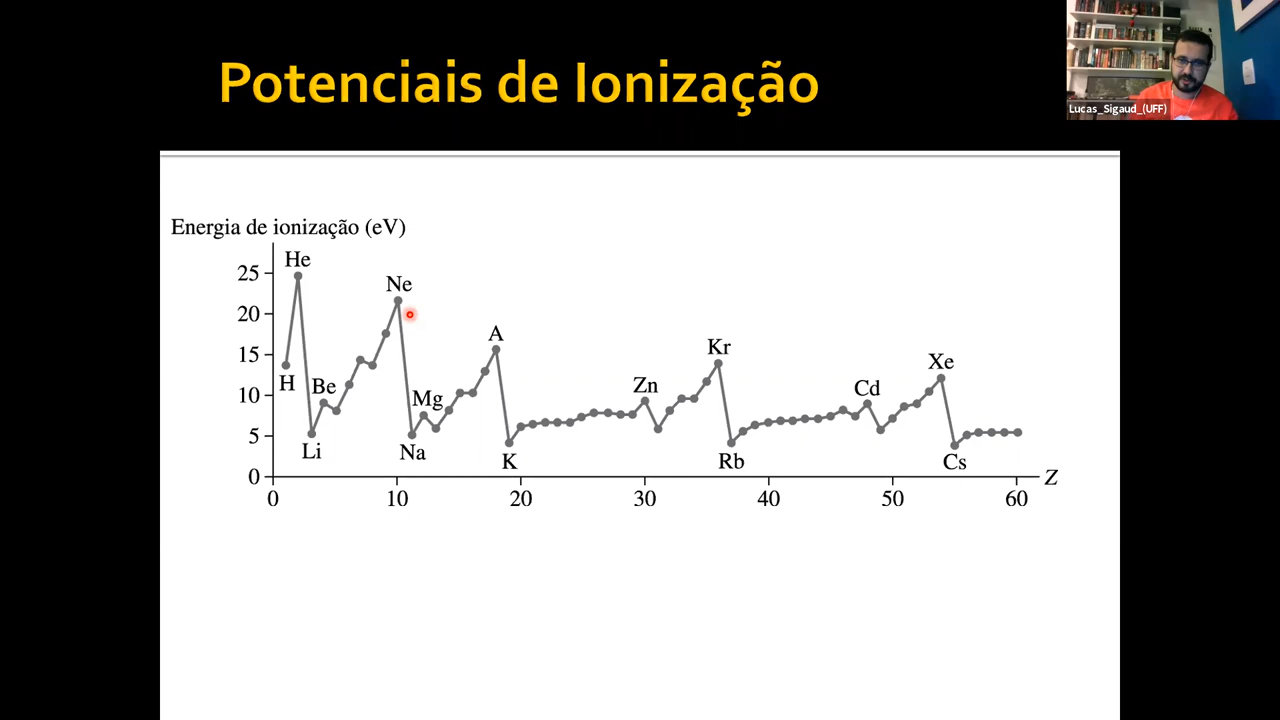 Potenciais de Ionização
Lucas_Sigaud_(UFF)
Energia de ionização (eV)
He
Ne
A
Kr
Xe
Zn
Cd
H
Be
Mg
Li
Na
K
Rb
Cs
25
20
15
10
5
0
0 10 20 30 40 50 60
Z